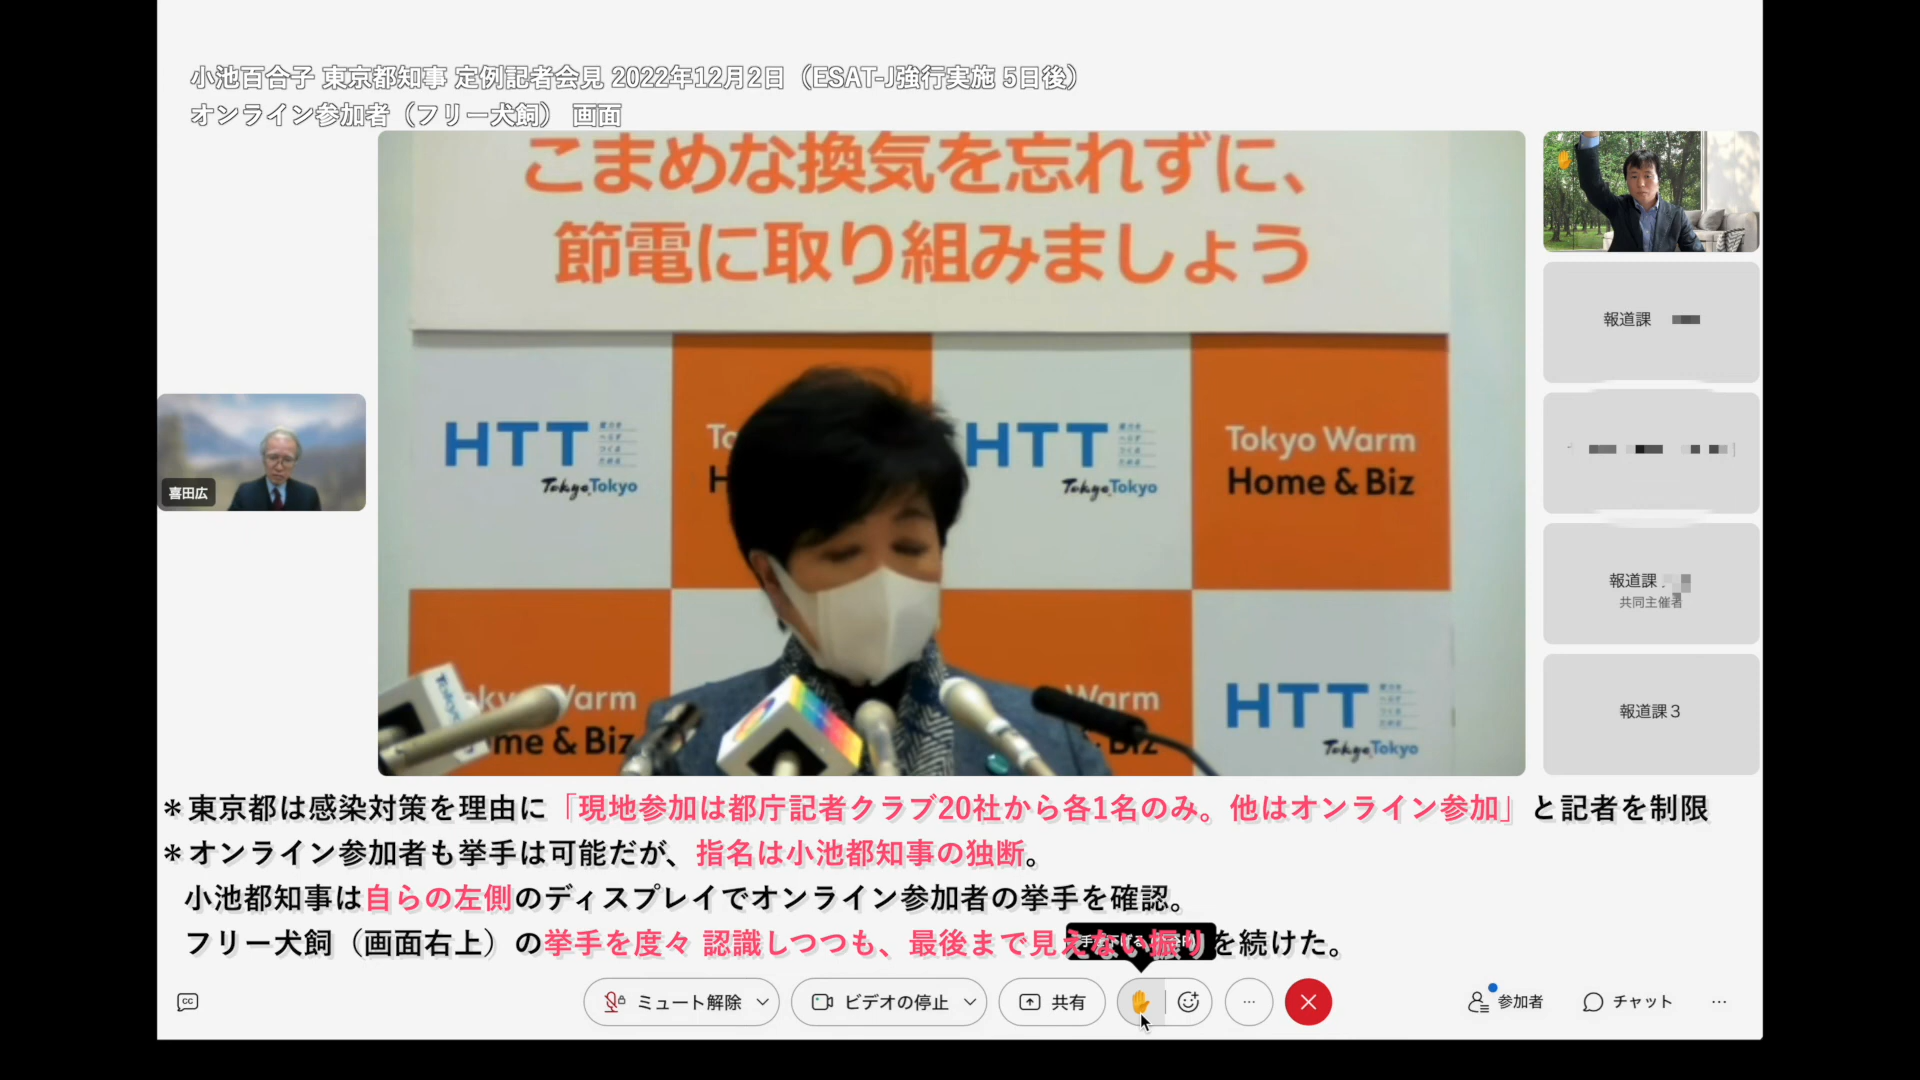 小池百合子 東京都知事 定例記者会見 2022年12月2日（ESAT-J強行実施 5日後）
オンライン参加者（フリー犬飼） 画面
こまめな換気を忘れずに、
節電に取り組みましょう
HTT
Tokyo Tokyo
To
H
HTT
Tokyo Tokyo
Tokyo Warm
Home & Biz
喜田広
報道課
報道課
共同主催者
報道課3
Tokyo
Warm
me & Biz
Warm
& Biz
HTT
Tokyo Tokyo
＊東京都は感染対策を理由に「現地参加は都庁記者クラブ20社から各1名のみ。他はオンライン参加」と記者を制限
＊オンライン参加者も挙手は可能だが、指名は小池都知事の独断。
小池都知事は自らの左側のディスプレイでオンライン参加者の挙手を確認。
フリー犬飼（画面右上）の挙手を度々 認識しつつも、最後まで見えない振りを続けた。
CC
ミュート解除
ビデオの停止
共有
参加者
チャット